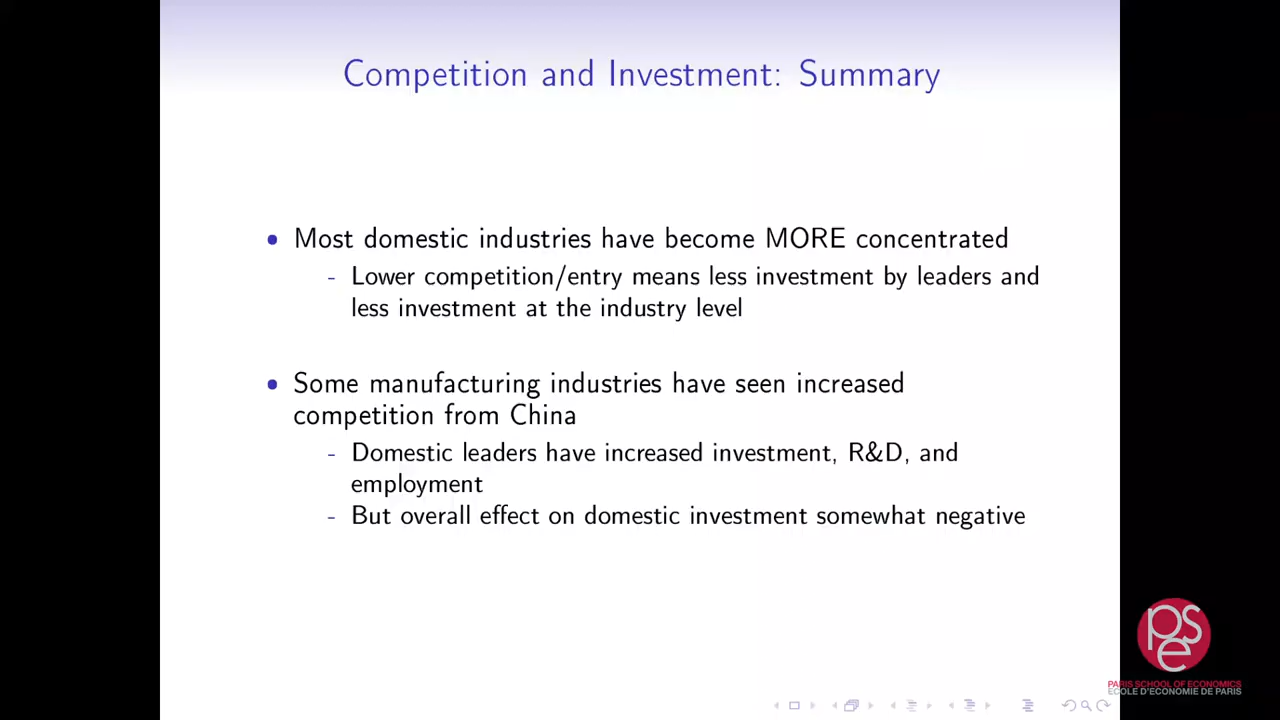 Competition and Investment: Summary
• Most domestic industries have become MORE concentrated
- Lower competition/entry means less investment by leaders and
less investment at the industry level
• Some manufacturing industries have seen increased
competition from China
- Domestic leaders have increased investment, R&D, and
employment
- But overall effect on domestic investment somewhat negative
pse
PARIS SCHOOL OF ECONOMICS
ECOLE D'ECONOMIE DE PARIS